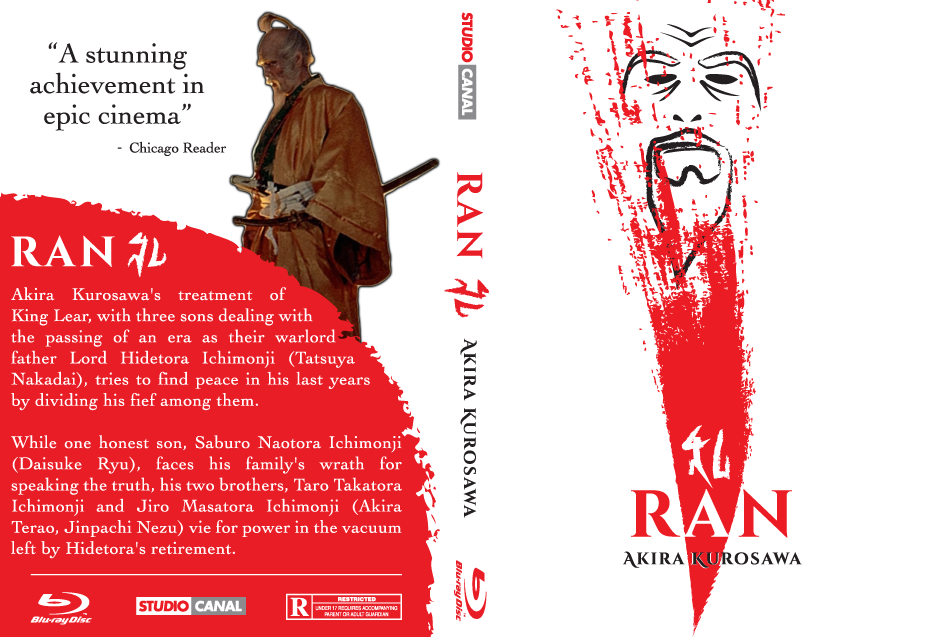 “A stunning
achievement in
epic cinema”
- Chicago Reader
RAN 乱
Akira Kurosawa's treatment of
King Lear, with three sons dealing with
the passing of an era as their warlord
father Lord Hidetora Ichimonji (Tatsuya
Nakadai), tries to find peace in his last years
by dividing his fief among them.
While one honest son, Saburo Naotora Ichimonji
(Daisuke Ryu), faces his family's wrath for
speaking the truth, his two brothers, Taro Takatora
Ichimonji and Jiro Masatora Ichimonji (Akira
Terao, Jinpachi Nezu) vie for power in the vacuum
left by Hidetora's retirement.
Blu-ray Disc
STUDIO CANAL
R RESTRICTED
UNDER 17 REQUIRES ACCOMPANYING
PARENT OR ADULT GUARDIAN
STUDIO CANAL
RAN 乱
AKIRA KUROSAWA
Blu-ray Disc
乱
RAN
AKIRA KUROSAWA